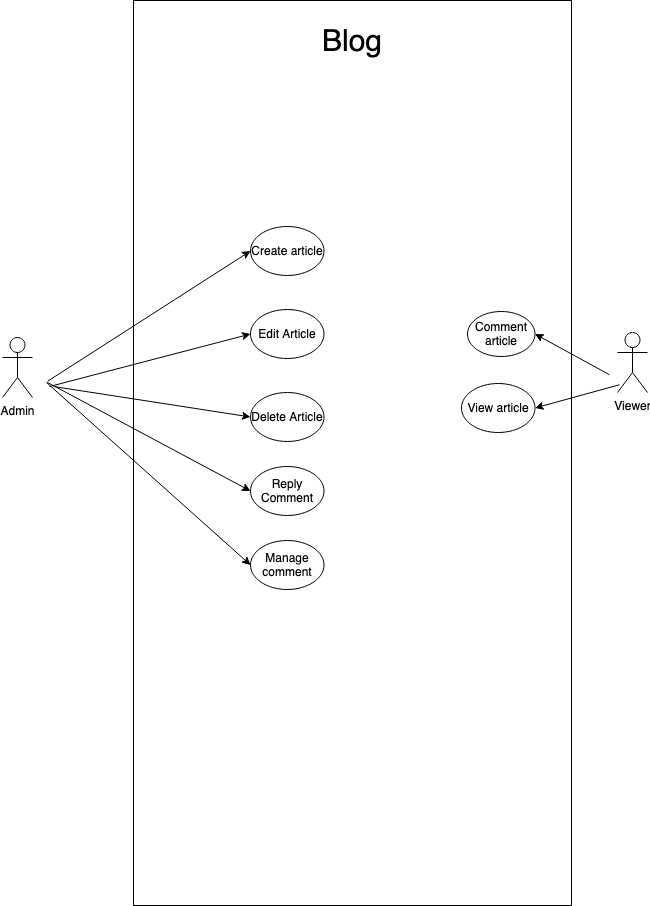 Blog
Create article
Edit Article
Delete Article
Reply
Comment
Manage
comment
Comment
article
View article
Admin
Viewer